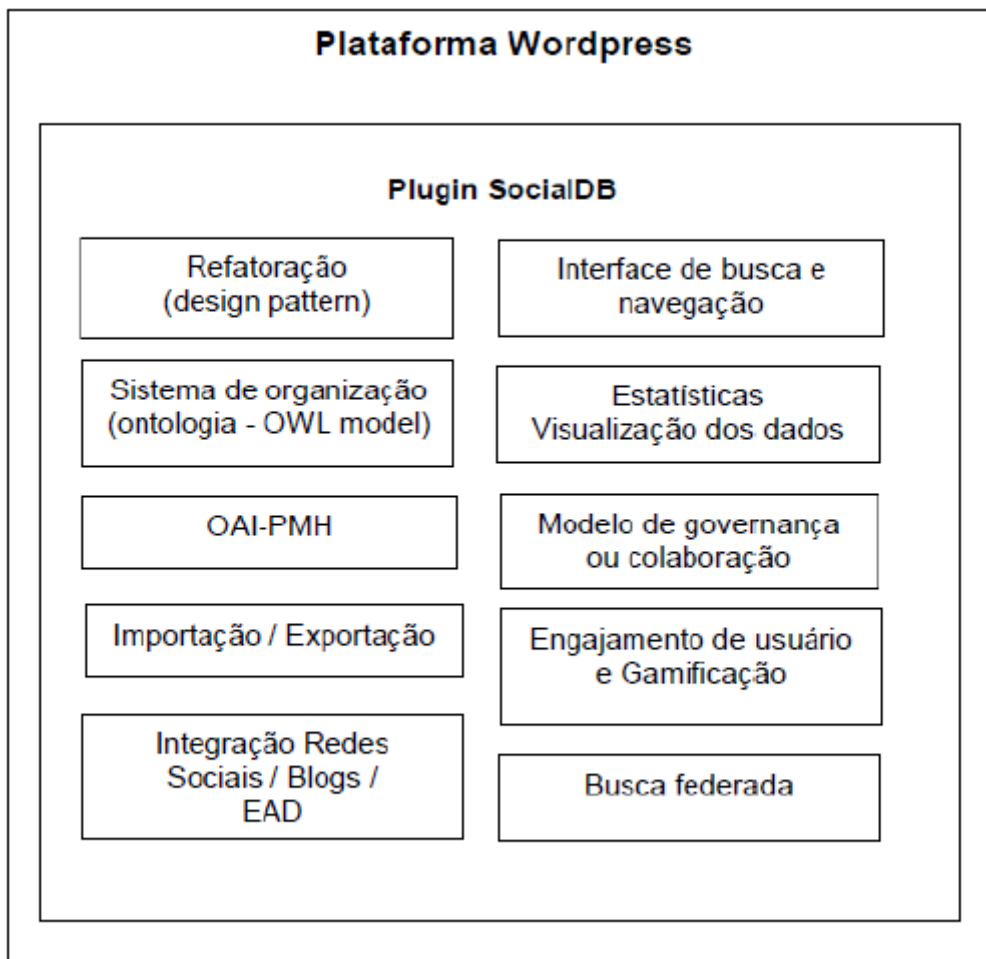 Plataforma Wordpress
Plugin SocialDB
Refatoração
(design pattern)
Interface de busca e
navegação
Sistema de organização
(ontologia - OWL model)
Estatísticas
Visualização dos dados
OAI-PMH
Modelo de governança
ou colaboração
Importação / Exportação
Engajamento de usuário
e Gamificação
Integração Redes
Sociais / Blogs /
EAD
Busca federada